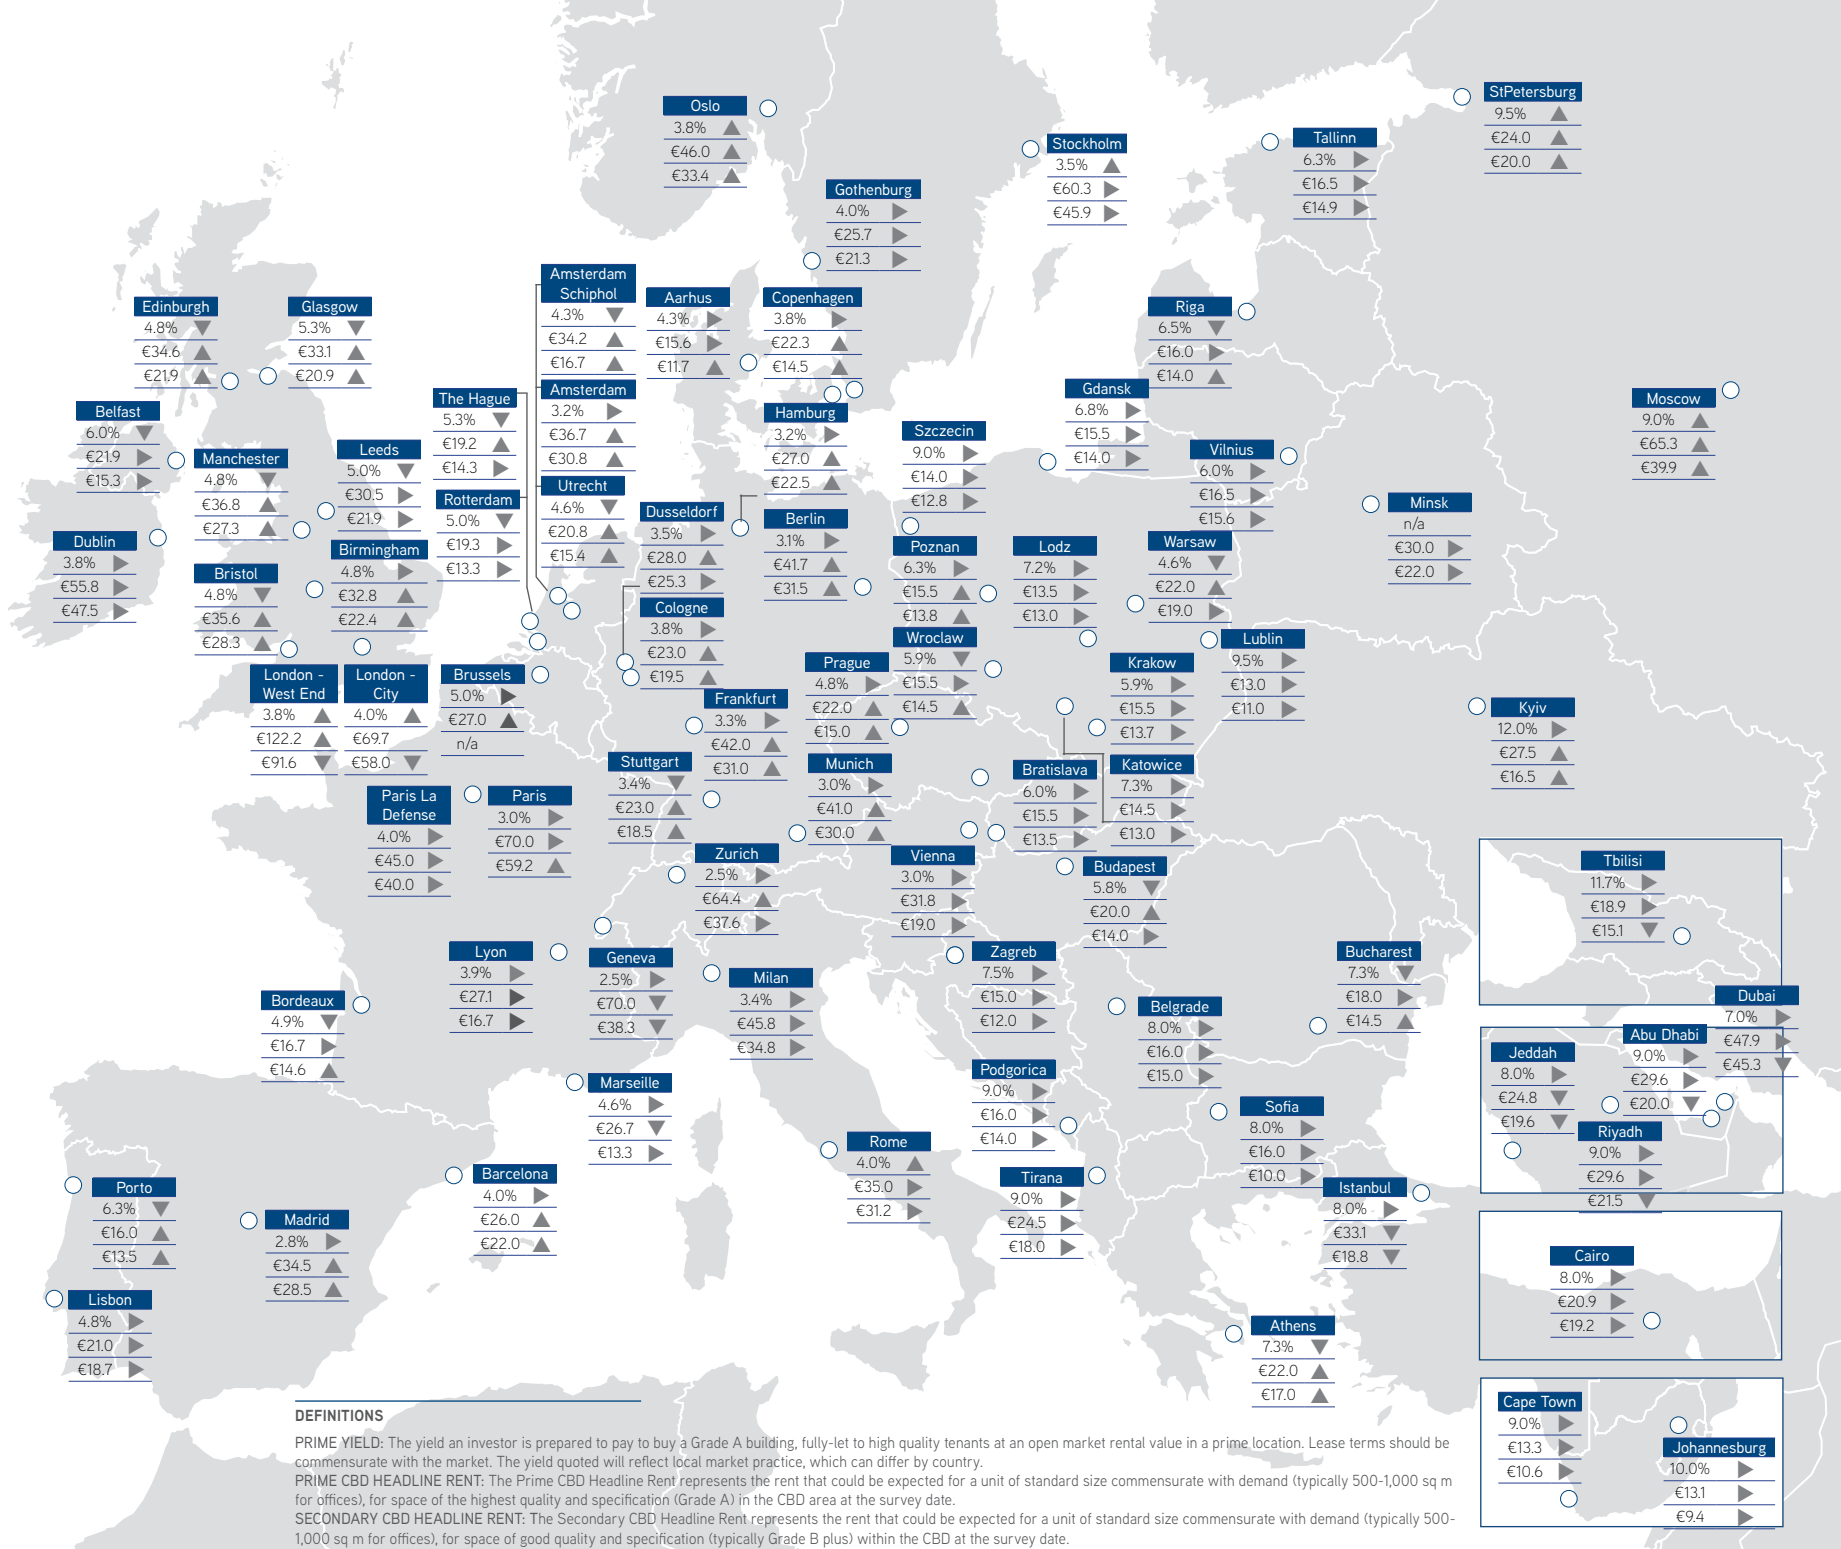 Oslo
3.8%
€46.0
€33.4
Stockholm
3.5%
€60.3
€45.9
Tallinn
6.3%
€16.5
€14.9
StPetersburg
9.5%
€24.0
€20.0
Gothenburg
4.0%
€25.7
€21.3
Edinburgh
4.8%
€34.6
€21.9
Glasgow
5.3%
€33.1
€20.9
Amsterdam
Schiphol
4.3%
€34.2
€16.7
Aarhus
4.3%
€15.6
€11.7
Copenhagen
3.8%
€22.3
€14.5
Riga
6.5%
€16.0
€14.0
Belfast
6.0%
€21.9
€15.3
Manchester
4.8%
€36.8
€27.3
Leeds
5.0%
€30.5
€21.9
The Hague
5.3%
€19.2
€14.3
Amsterdam
3.2%
€36.7
€30.8
Hamburg
3.2%
€27.0
€22.5
Szczecin
9.0%
€14.0
€12.8
Gdansk
6.8%
€15.5
€14.0
Vilnius
6.0%
€16.5
€15.6
Moscow
9.0%
€65.3
€39.9
Minsk
n/a
€30.0
€22.0
Dublin
3.8%
€55.8
€47.5
Bristol
4.8%
€35.6
€28.3
Birmingham
4.8%
€32.8
€22.4
Rotterdam
5.0%
€19.3
€13.3
Utrecht
4.6%
€20.8
€15.4
Dusseldorf
3.5%
€28.0
€25.3
Berlin
3.1%
€41.7
€31.5
Poznan
6.3%
€15.5
€13.8
Lodz
7.2%
€13.5
€13.0
Warsaw
4.6%
€22.0
€19.0
Cologne
3.8%
€23.0
€19.5
Wroclaw
5.9%
€15.5
€14.5
Lublin
9.5%
€13.0
€11.0
London -
West End
3.8%
€122.2
€91.6
London -
City
4.0%
€69.7
€58.0
Brussels
5.0%
€27.0
n/a
Frankfurt
3.3%
€42.0
€31.0
Prague
4.8%
€22.0
€15.0
Krakow
5.9%
€15.5
€13.7
Kyiv
12.0%
€27.5
€16.5
Paris La
Defense
4.0%
€45.0
€40.0
Paris
3.0%
€70.0
€59.2
Stuttgart
3.4%
€23.0
€18.5
Munich
3.0%
€41.0
€30.0
Bratislava
6.0%
€15.5
€13.5
Katowice
7.3%
€14.5
€13.0
Zurich
2.5%
€64.4
€37.6
Vienna
3.0%
€31.8
€19.0
Budapest
5.8%
€20.0
€14.0
Tbilisi
11.7%
€18.9
€15.1
Lyon
3.9%
€27.1
€16.7
Geneva
2.5%
€70.0
€38.3
Milan
3.4%
€45.8
€34.8
Zagreb
7.5%
€15.0
€12.0
Belgrade
8.0%
€16.0
€15.0
Bucharest
7.3%
€18.0
€14.5
Bordeaux
4.9%
€16.7
€14.6
Dubai
7.0%
€47.9
€45.3
Abu Dhabi
9.0%
€29.6
€20.0
Jeddah
8.0%
€24.8
€19.6
Riyadh
9.0%
€29.6
€21.5
Marseille
4.6%
€26.7
€13.3
Podgorica
9.0%
€16.0
€14.0
Sofia
8.0%
€16.0
€10.0
Rome
4.0%
€35.0
€31.2
Tirana
9.0%
€24.5
€18.0
Istanbul
8.0%
€33.1
€18.8
Porto
6.3%
€16.0
€13.5
Madrid
2.8%
€34.5
€28.5
Barcelona
4.0%
€26.0
€22.0
Cairo
8.0%
€20.9
€19.2
Lisbon
4.8%
€21.0
€18.7
Athens
7.3%
€22.0
€17.0
Cape Town
9.0%
€13.3
€10.6
Johannesburg
10.0%
€13.1
€9.4
DEFINITIONS
PRIME YIELD: The yield an investor is prepared to pay to buy a Grade A building, fully-let to high quality tenants at an open market rental value in a prime location. Lease terms should be
commensurate with the market. The yield quoted will reflect local market practice, which can differ by country.
PRIME CBD HEADLINE RENT: The Prime CBD Headline Rent represents the rent that could be expected for a unit of standard size commensurate with demand (typically 500-1,000 sq m
for offices), for space of the highest quality and specification (Grade A) in the CBD area at the survey date.
SECONDARY CBD HEADLINE RENT: The Secondary CBD Headline Rent represents the rent that could be expected for a unit of standard size commensurate with demand (typically 500-
1,000 sq m for offices), for space of good quality and specification (typically Grade B plus) within the CBD at the survey date.